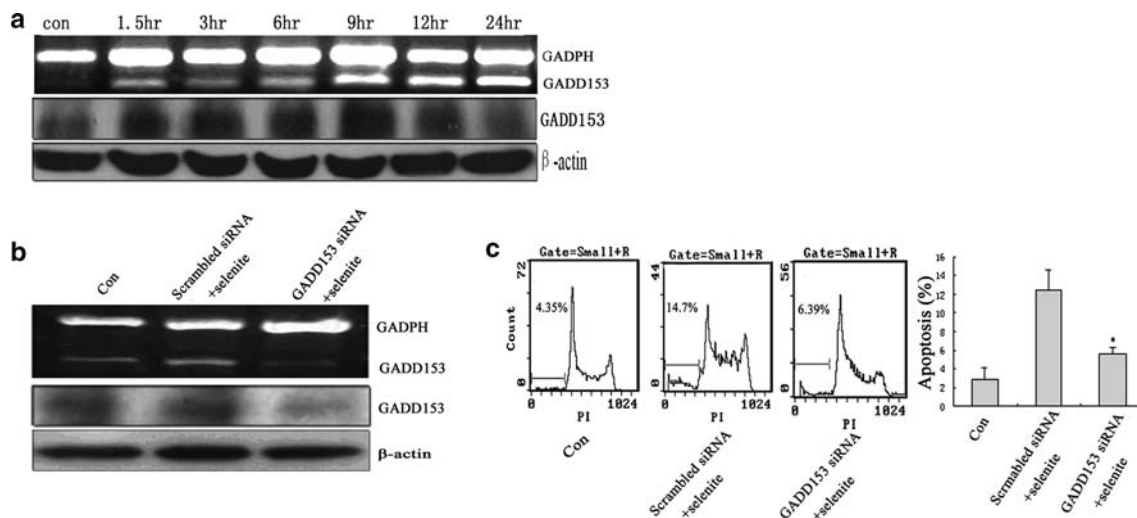 a
con 1.5hr 3hr 6hr 9hr 12hr 24hr
GADPH
GADD153
GADD153
β-actin
b
Con
Scrambled siRNA
+selenite
GADD153 siRNA
+selenite
GADPH
GADD153
GADD153
β-actin
c
Gate=Small+R
72
4.35%
Count
0
0 1024
PI
Con
Gate=Small+R
44
14.7%
0
0 1024
PI
Scrambled siRNA
+selenite
Gate=Small+R
56
6.39%
0
0 1024
PI
GADD153 siRNA
+selenite
Apoptosis (%)
16
14
12
10
8
6
4
2
0
*
Con
Scrmabled siRNA
+selenite
GADD153 siRNA
+selenite